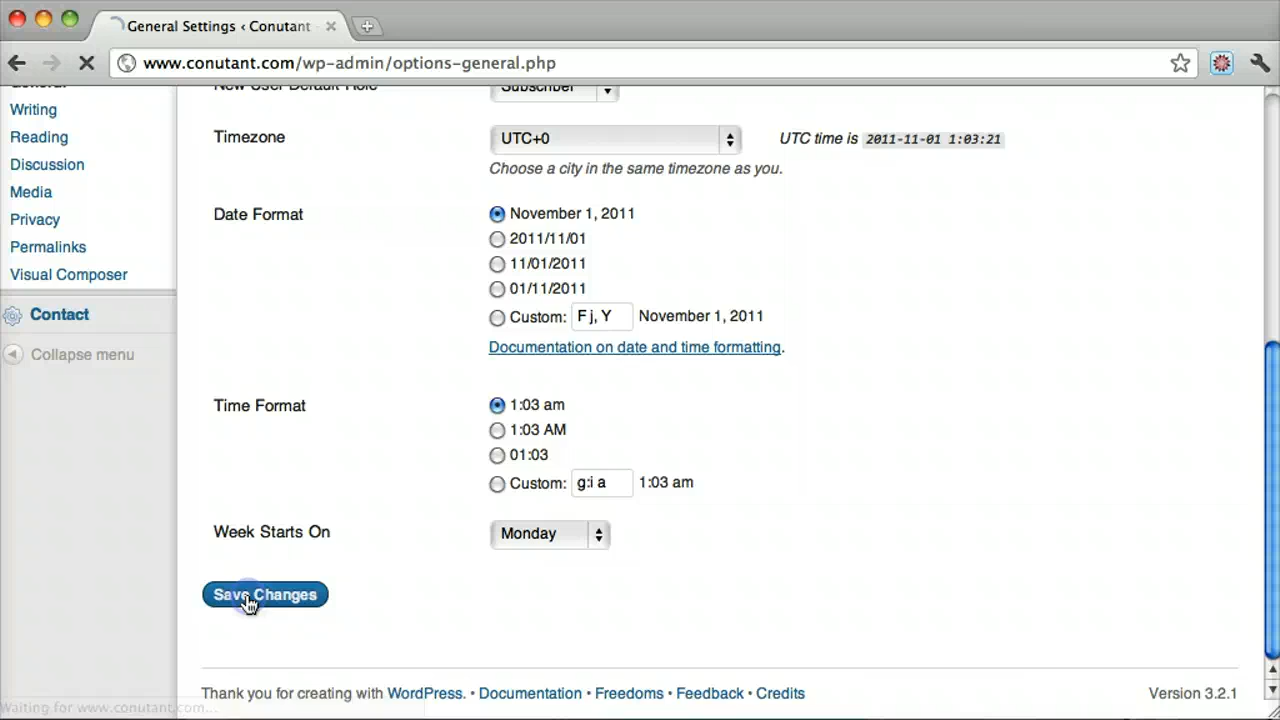 General Settings ‹ Conutant
www.conutant.com/wp-admin/options-general.php
General
New User Default Role Subscriber
Writing
Reading
Discussion
Media
Privacy
Permalinks
Visual Composer
Contact
Collapse menu
Timezone UTC+0 UTC time is 2011-11-01 1:03:21
Choose a city in the same timezone as you.
Date Format November 1, 2011
2011/11/01
11/01/2011
01/11/2011
Custom: F j, Y November 1, 2011
Documentation on date and time formatting.
Time Format 1:03 am
1:03 AM
01:03
Custom: g:i a 1:03 am
Week Starts On Monday
Save Changes
Thank you for creating with WordPress. • Documentation • Freedoms • Feedback • Credits Version 3.2.1
Waiting for www.conutant.com...